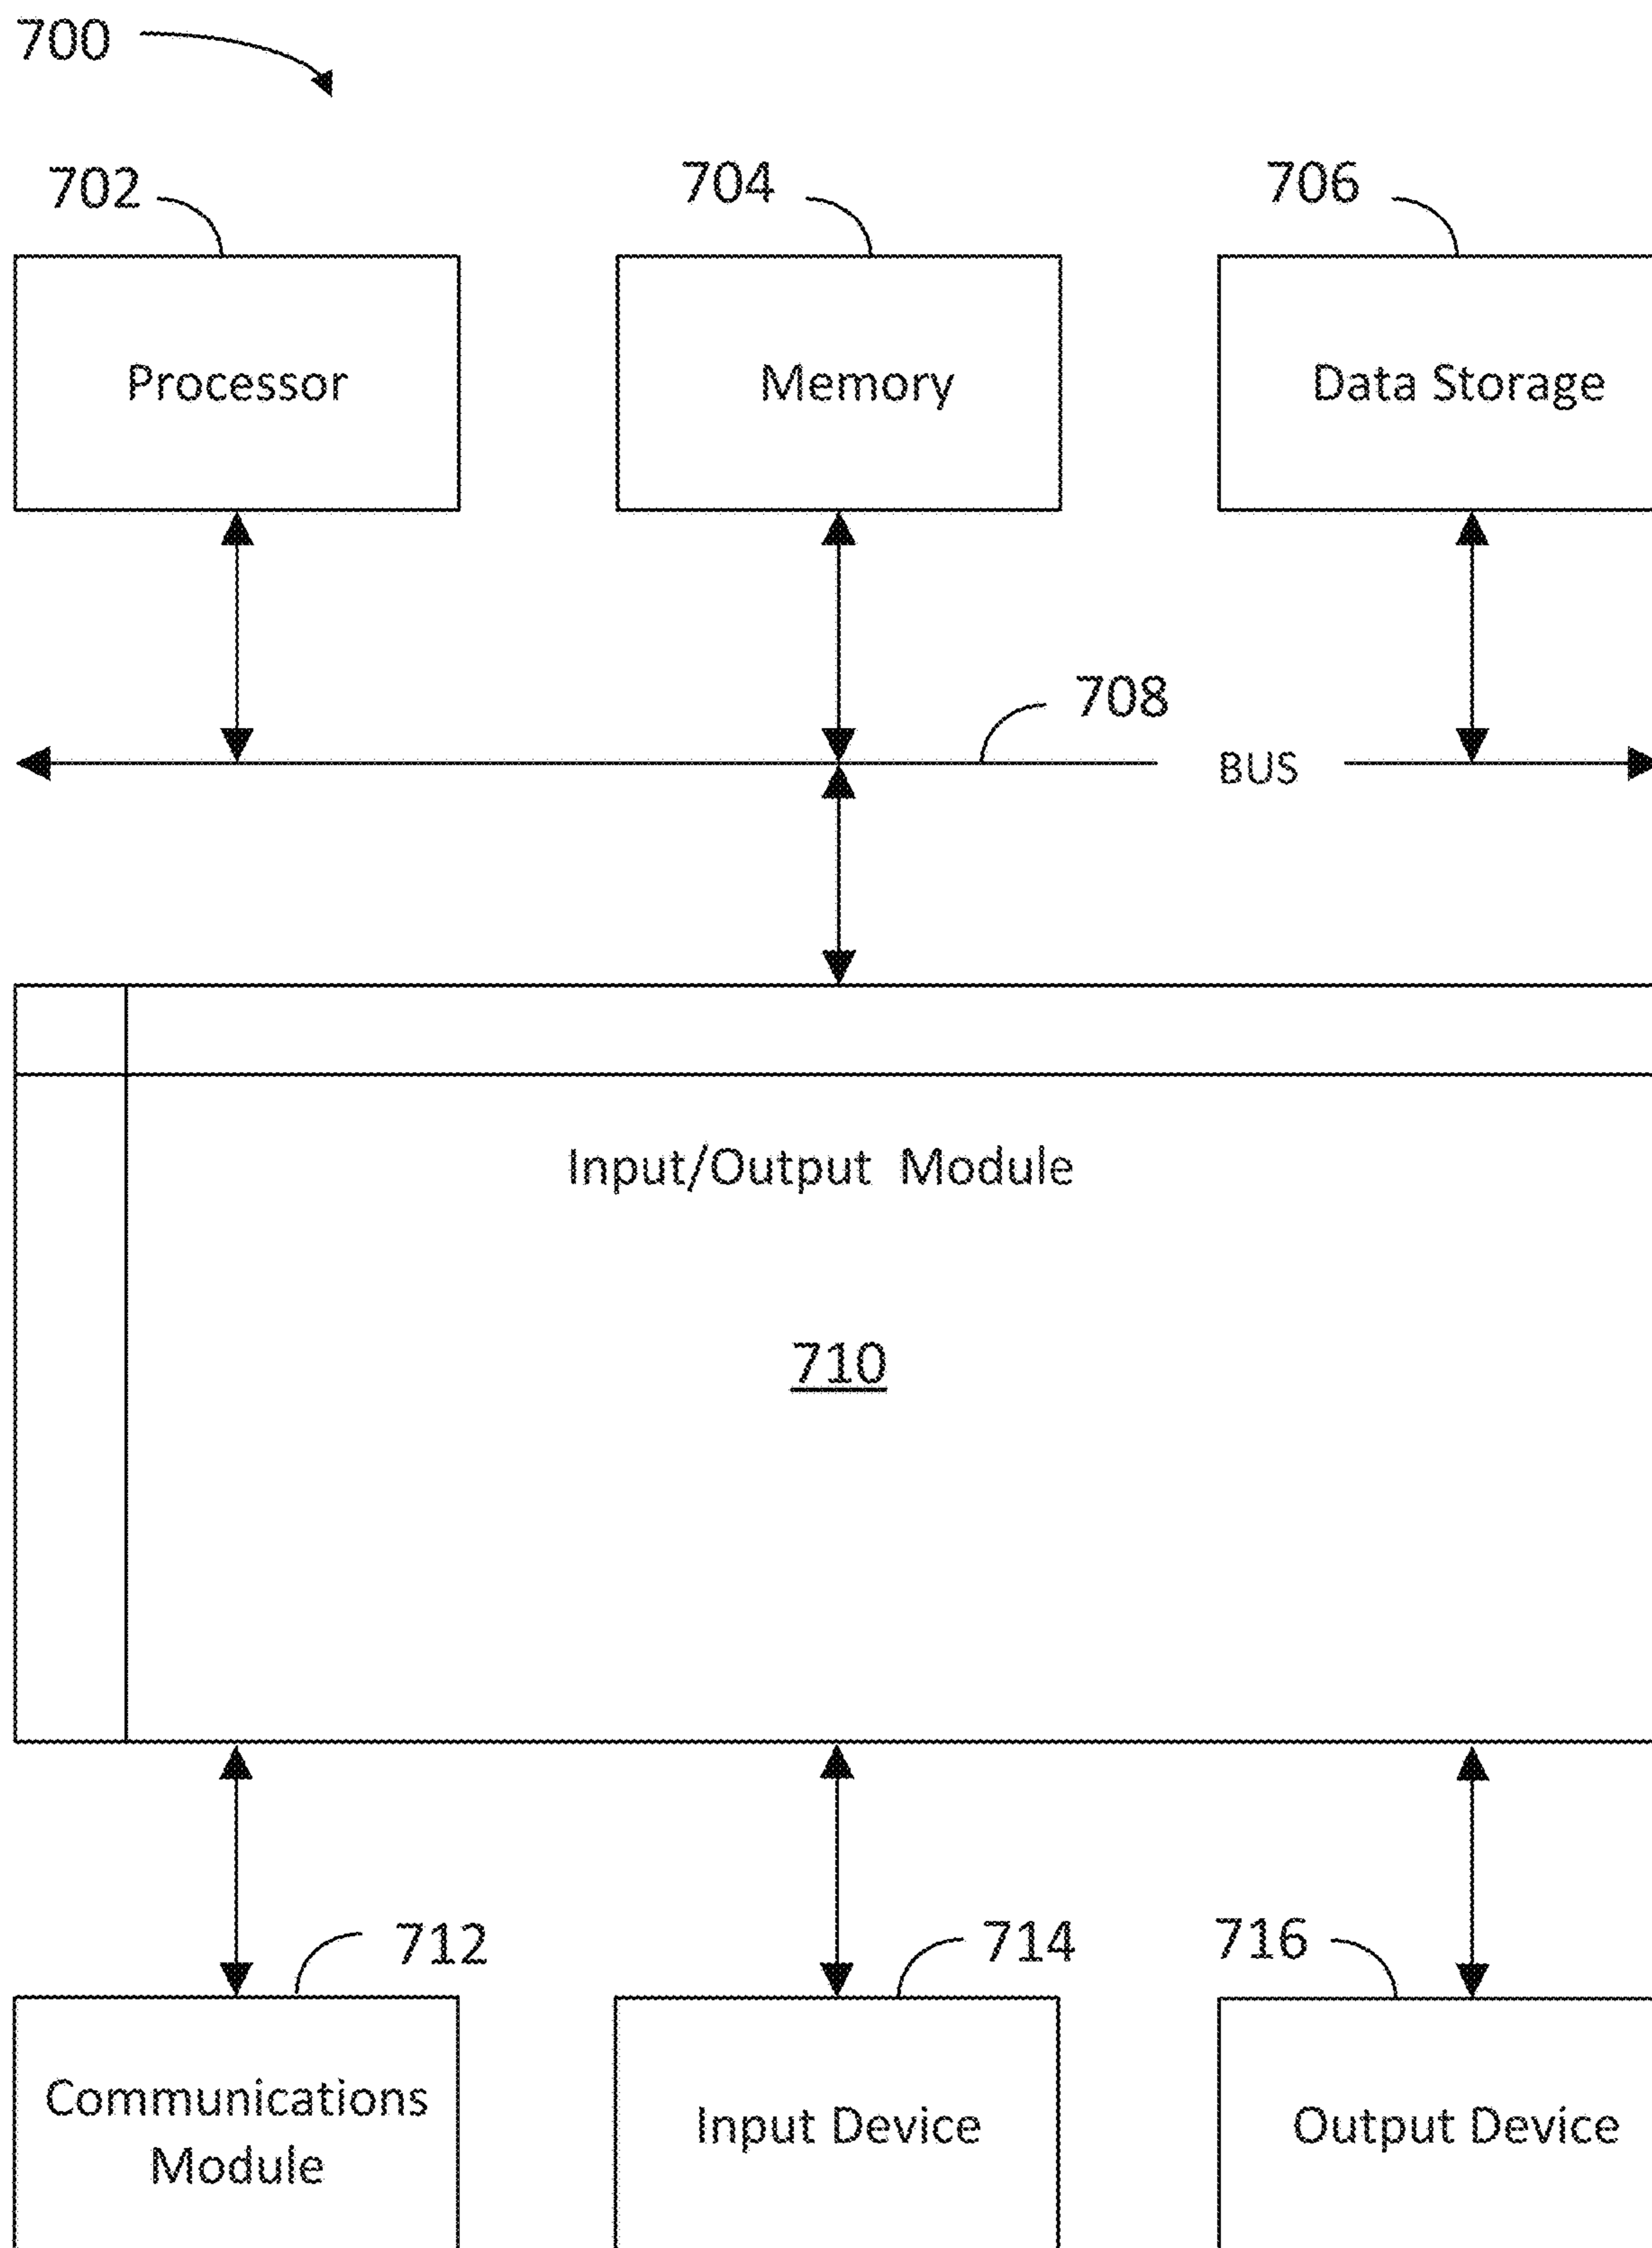 700
702
704
706
Processor
Memory
Data Storage
708
BUS
Input/Output Module
710
712
714
716
Communications
Module
Input Device
Output Device